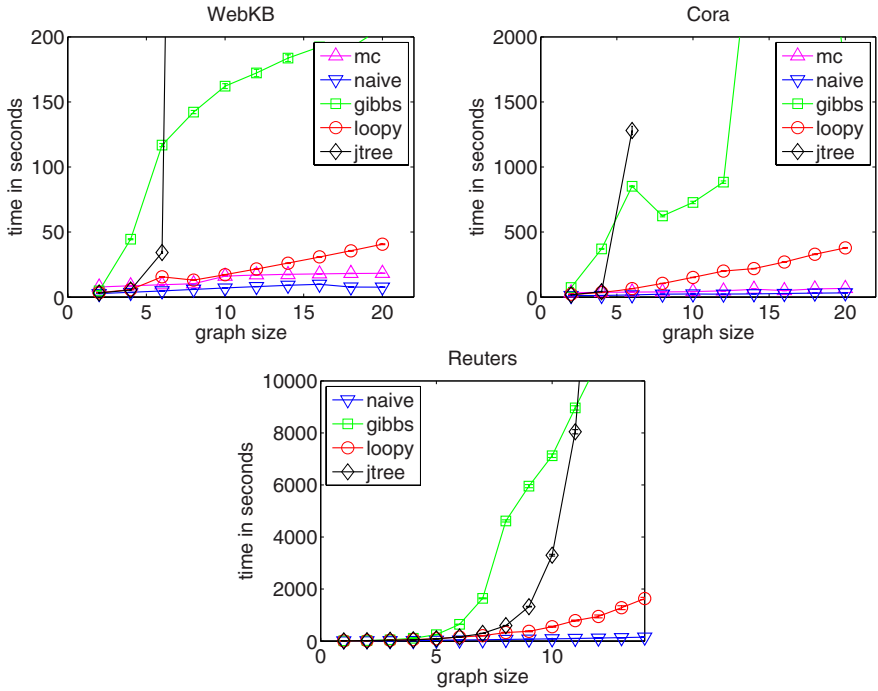 WebKB
200
150
100
50
0
0
5
10
15
20
time in seconds
graph size
mc
naive
gibbs
loopy
jtree
Cora
2000
1500
1000
500
0
0
5
10
15
20
time in seconds
graph size
mc
naive
gibbs
loopy
jtree
Reuters
10000
8000
6000
4000
2000
0
0
5
10
time in seconds
graph size
naive
gibbs
loopy
jtree